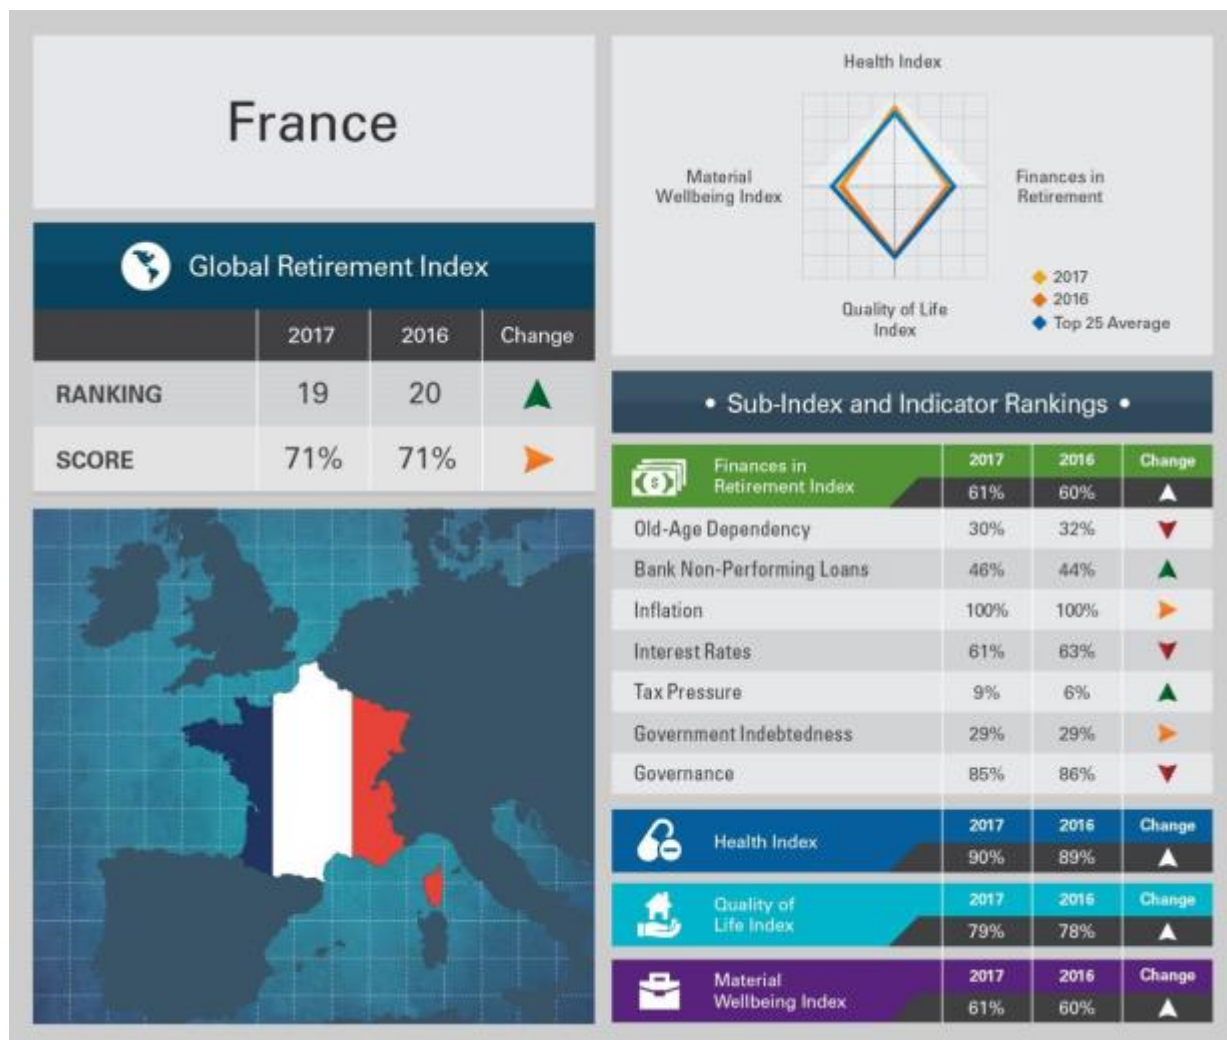 France
Global Retirement Index
2017 2016 Change
RANKING 19 20
SCORE 71% 71%
Health Index
Material
Wellbeing Index
Finances in
Retirement
Quality of Life
Index
2017
2016
Top 25 Average
• Sub-Index and Indicator Rankings •
Finances in
Retirement Index
2017 2016 Change
61% 60%
Old-Age Dependency 30% 32%
Bank Non-Performing Loans 46% 44%
Inflation 100% 100%
Interest Rates 61% 63%
Tax Pressure 9% 6%
Government Indebtedness 29% 29%
Governance 85% 86%
Health Index
2017 2016 Change
90% 89%
Quality of
Life Index
2017 2016 Change
79% 78%
Material
Wellbeing Index
2017 2016 Change
61% 60%